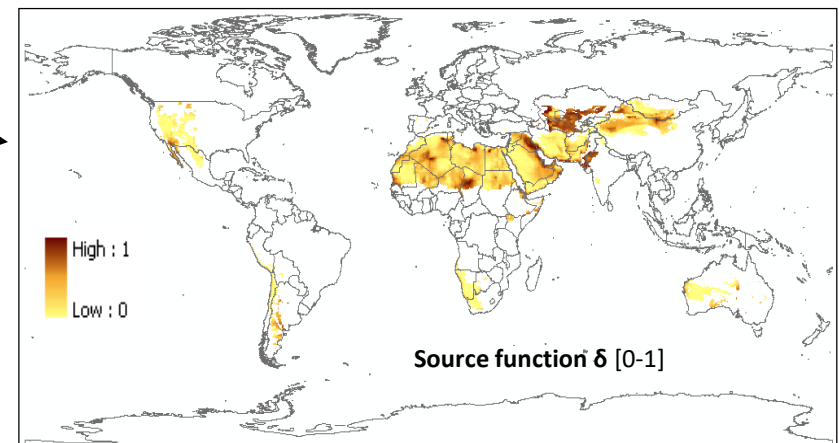 High : 1
Low : 0
Source function δ [0-1]